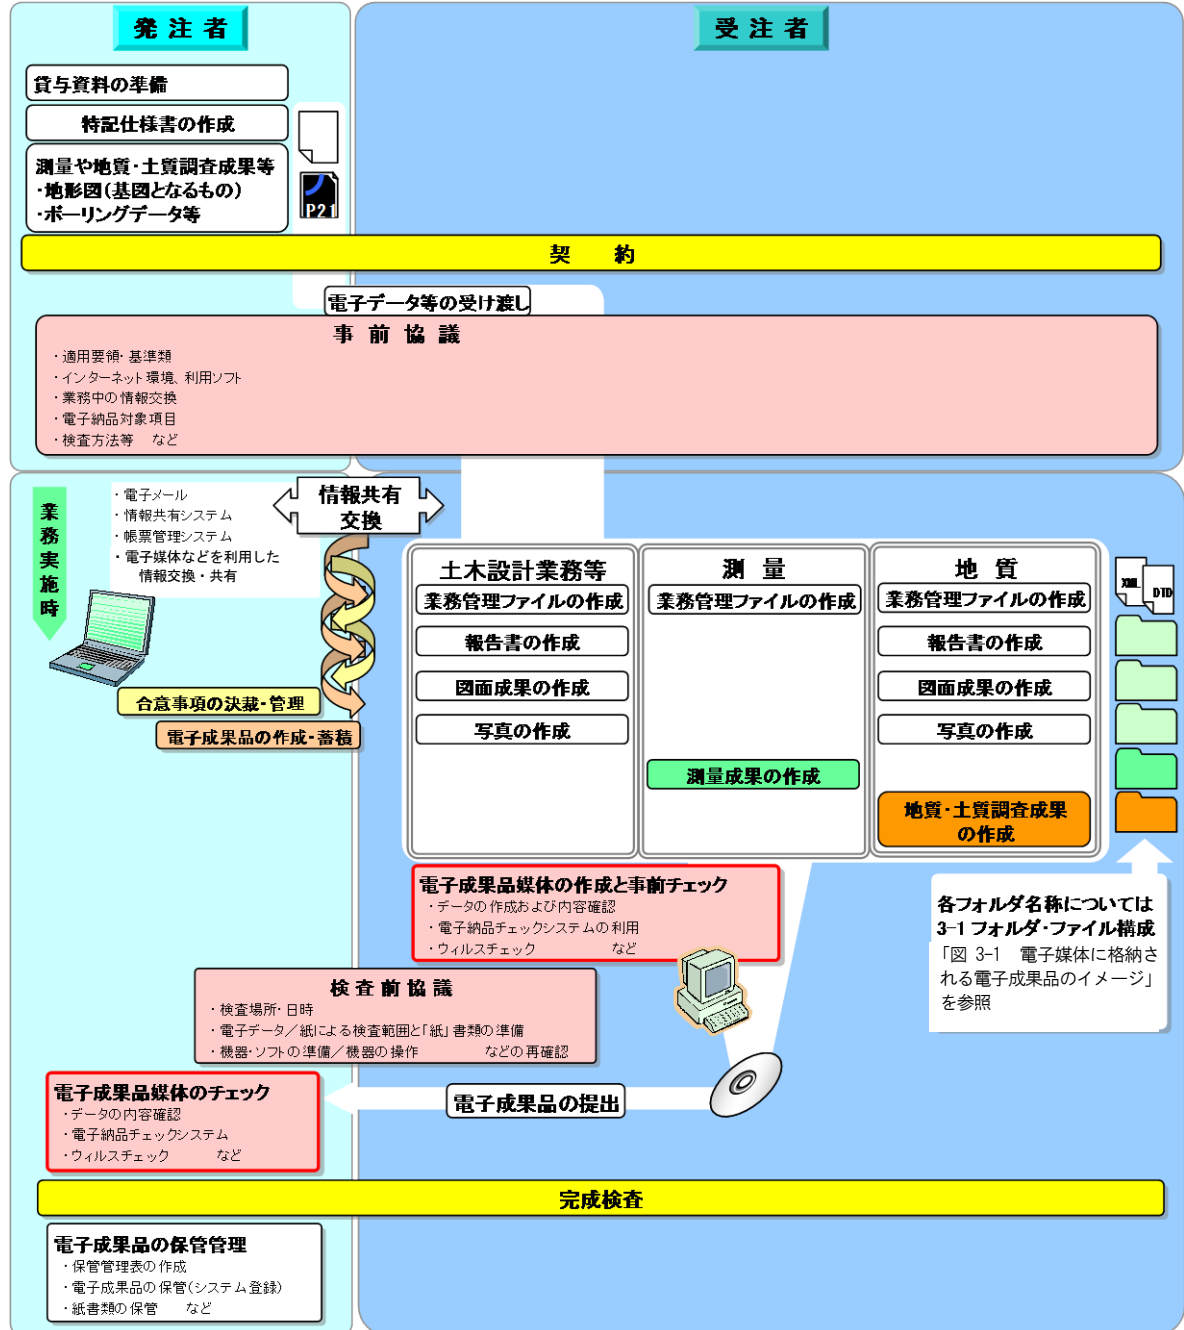 発注者
受注者
貸与資料の準備
特記仕様書の作成
測量や地質・土質調査成果等
・地形図(基図となるもの)
・ボーリングデータ等
P21
契　約
電子データ等の受け渡し
事前協議
・適用要領・基準類
・インターネット環境、利用ソフト
・業務中の情報交換
・電子納品対象項目
・検査方法等　など
業務実施時
・電子メール
・情報共有システム
・帳票管理システム
・電子媒体などを利用した
情報交換・共有
情報共有
交換
合意事項の決裁・管理
電子成果品の作成・蓄積
土木設計業務等
業務管理ファイルの作成
報告書の作成
図面成果の作成
写真の作成
測量
業務管理ファイルの作成
測量成果の作成
地質
業務管理ファイルの作成
報告書の作成
図面成果の作成
写真の作成
地質・土質調査成果
の作成
XML
DTD
各フォルダ名称については
3-1 フォルダ・ファイル構成
「図 3-1　電子媒体に格納さ
れる電子成果品のイメージ」
を参照
電子成果品媒体の作成と事前チェック
・データの作成および内容確認
・電子納品チェックシステムの利用
・ウィルスチェック　　など
検査前協議
・検査場所・日時
・電子データ／紙による検査範囲と「紙」書類の準備
・機器・ソフトの準備／機器の操作　　などの再確認
電子成果品媒体のチェック
・データの内容確認
・電子納品チェックシステム
・ウィルスチェック　　など
電子成果品の提出
完成検査
電子成果品の保管管理
・保管管理表の作成
・電子成果品の保管(システム登録)
・紙書類の保管　など